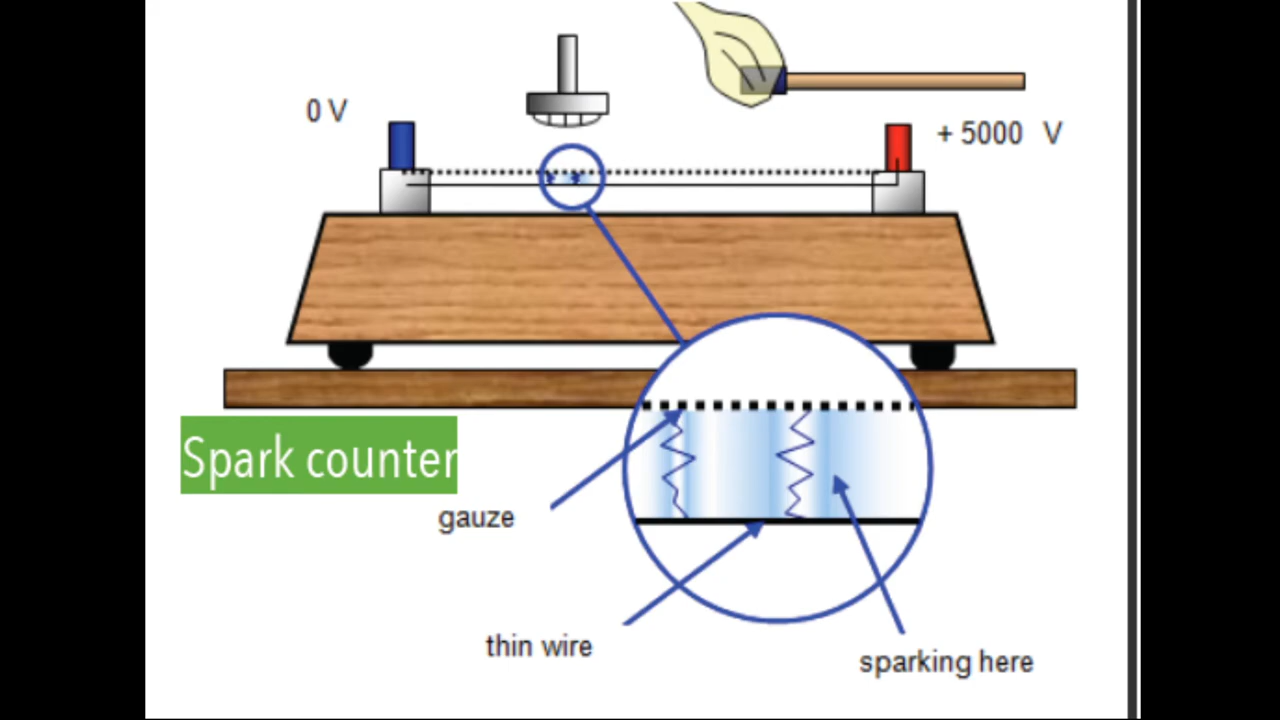 0 V
+ 5000 V
Spark counter
gauze
thin wire
sparking here